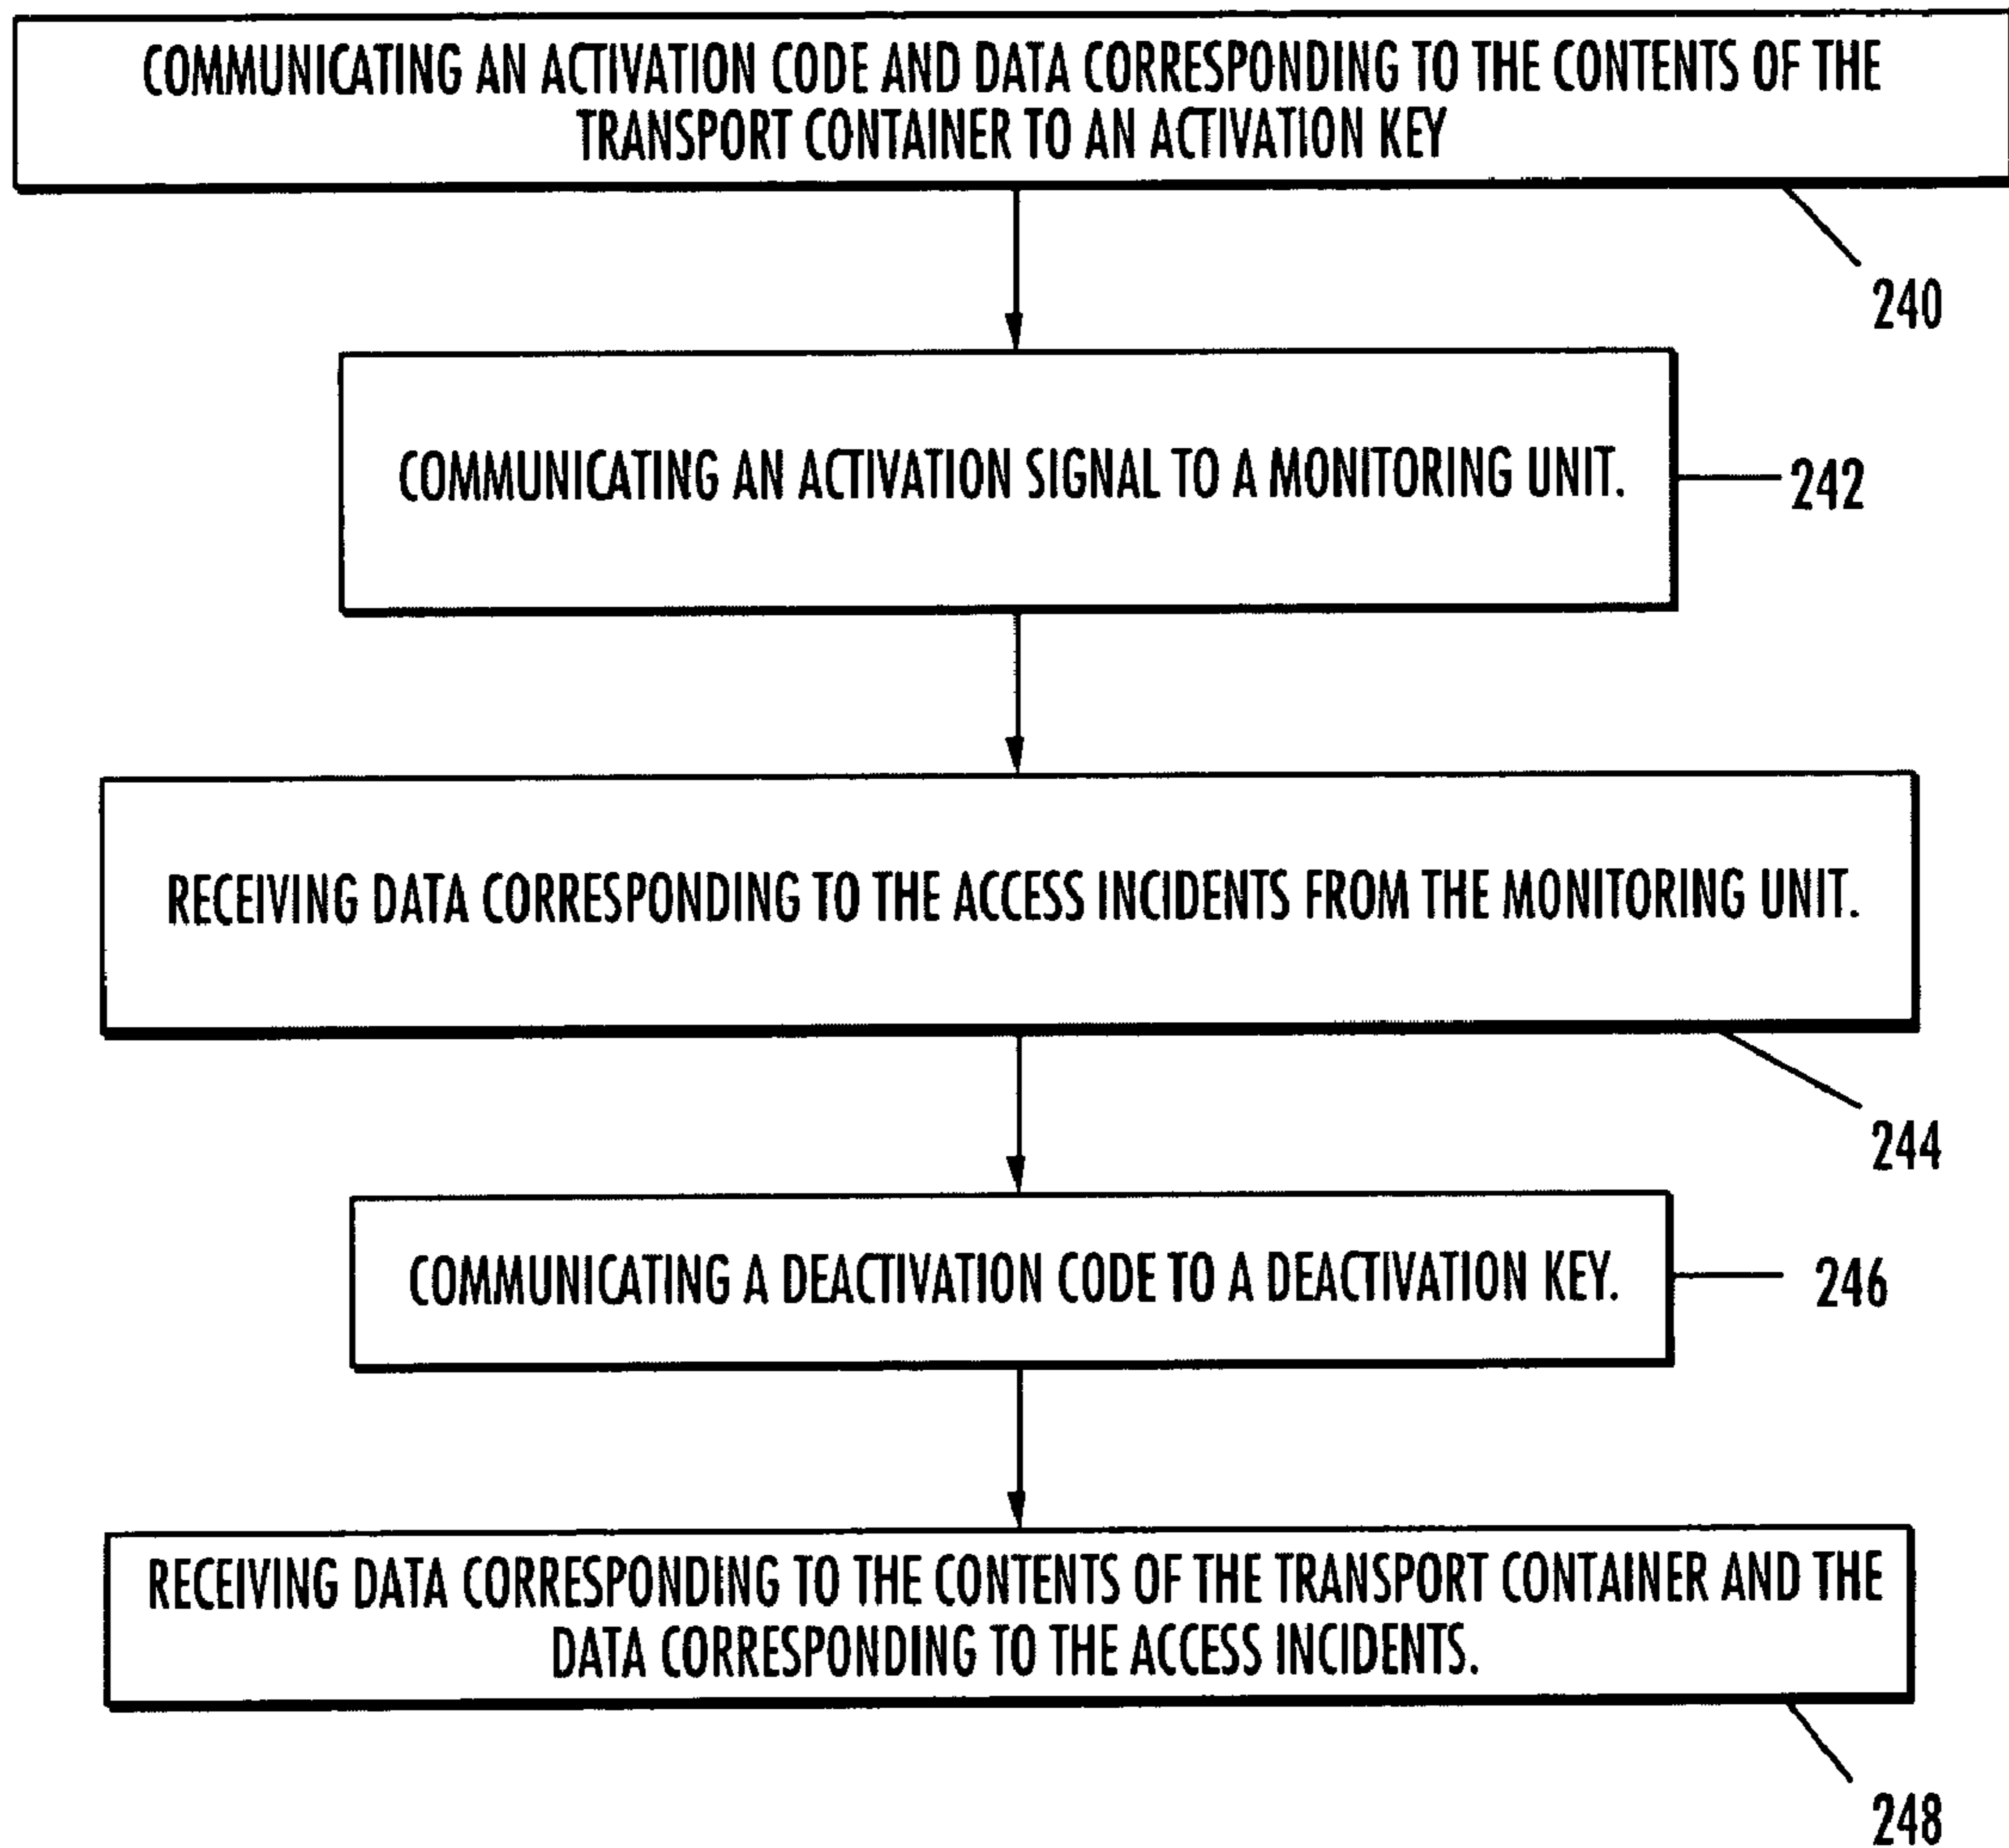 COMMUNICATING AN ACTIVATION CODE AND DATA CORRESPONDING TO THE CONTENTS OF THE
TRANSPORT CONTAINER TO AN ACTIVATION KEY
240
COMMUNICATING AN ACTIVATION SIGNAL TO A MONITORING UNIT.
242
RECEIVING DATA CORRESPONDING TO THE ACCESS INCIDENTS FROM THE MONITORING UNIT.
244
COMMUNICATING A DEACTIVATION CODE TO A DEACTIVATION KEY.
246
RECEIVING DATA CORRESPONDING TO THE CONTENTS OF THE TRANSPORT CONTAINER AND THE
DATA CORRESPONDING TO THE ACCESS INCIDENTS.
248